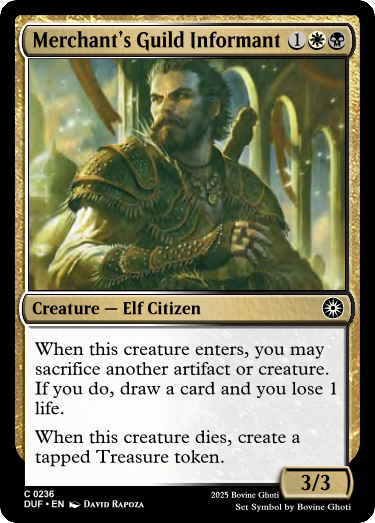 Merchant's Guild Informant 1
Creature — Elf Citizen
When this creature enters, you may
sacrifice another artifact or creature.
If you do, draw a card and you lose 1
life.
When this creature dies, create a
tapped Treasure token.
3/3
C 0236
DUF • EN David Rapoza
2025 Bovine Ghoti
Set Symbol by Bovine Ghoti